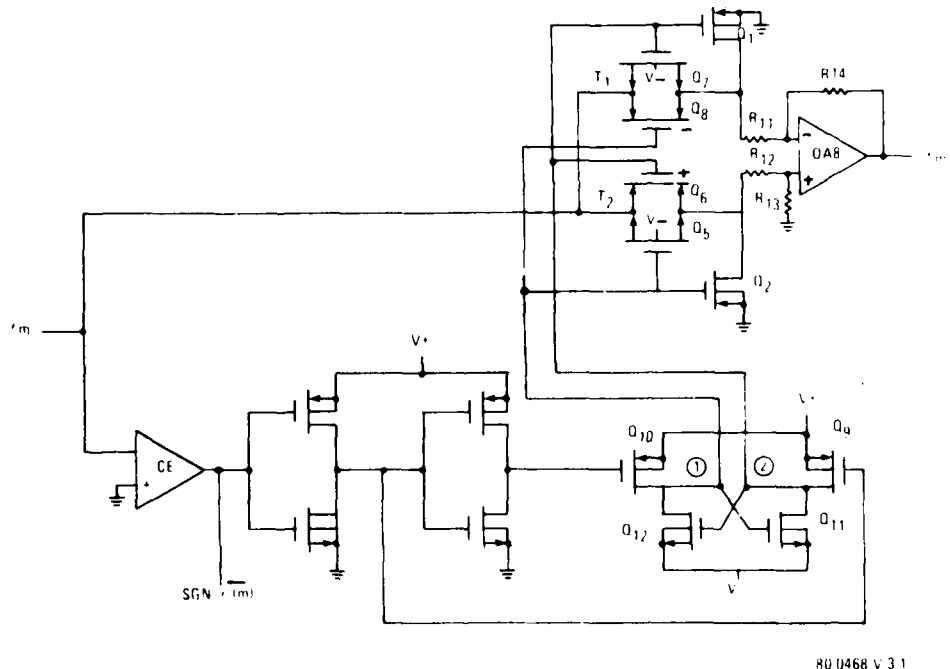 Q1
T1
V-
Q7
Q8
-
R14
R11
-
R12
OA8
+
R13
+
T2
Q6
V-
Q5
Q2
V+
CE
+
Q10
V+
Q9
1
2
Q12
Q11
V
SGN (m)
80 0468 V 3 1